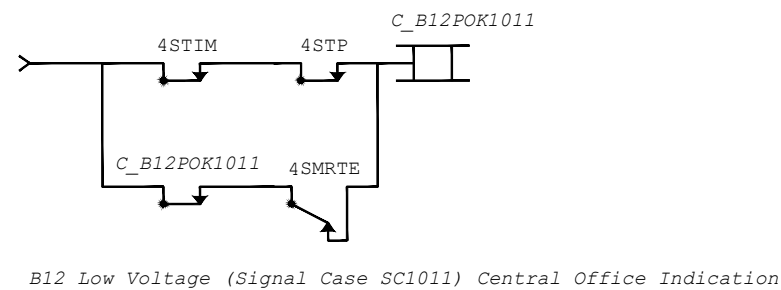 C_B12POK1011
4STIM 4STP
C_B12POK1011 4SMRTE
B12 Low Voltage (Signal Case SC1011) Central Office Indication